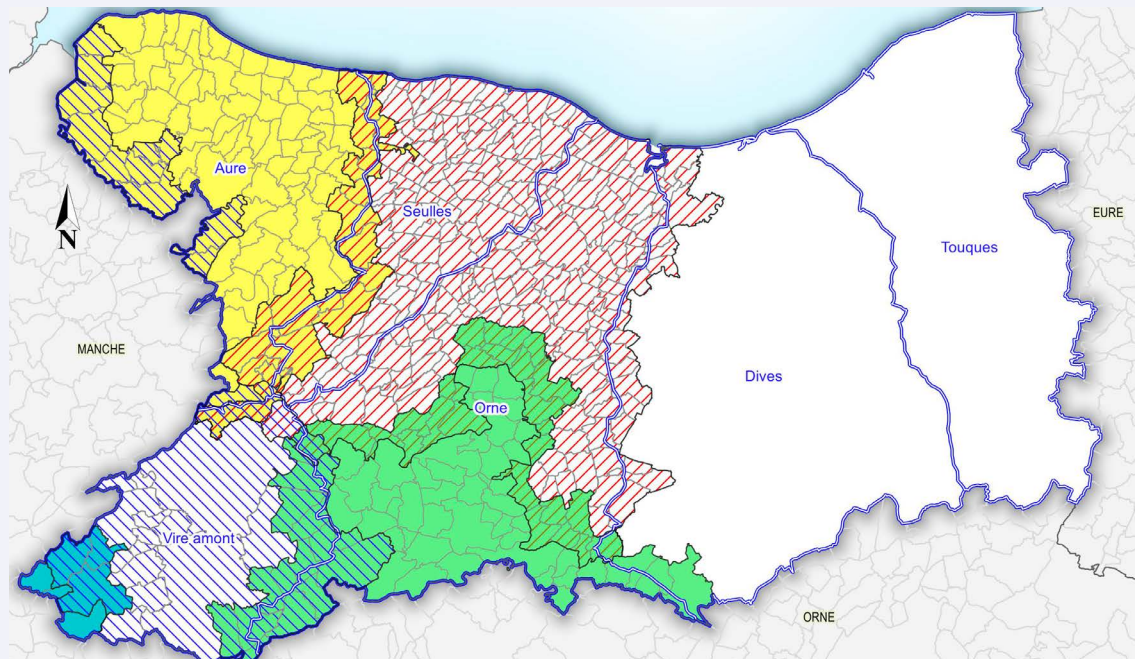 Aure
Seulles
EURE
Touques
N
MANCHE
Dives
Orne
Vire amont
ORNE